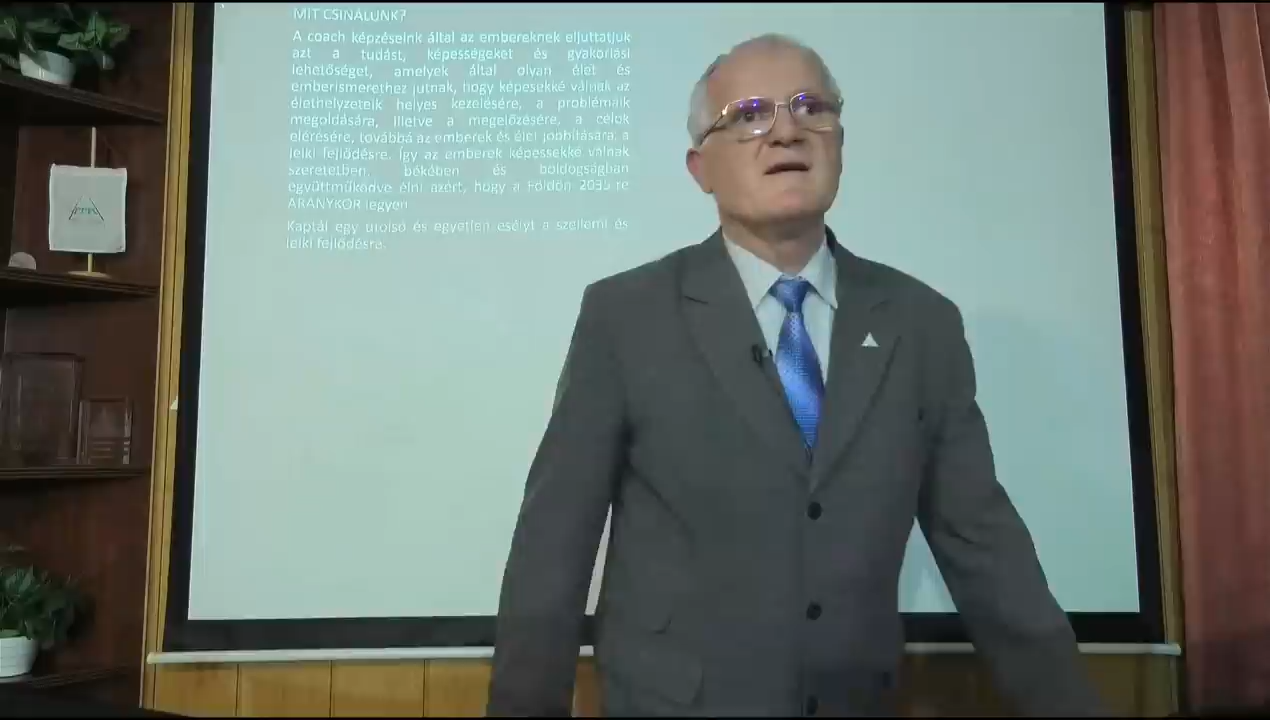 MIT CSINÁLUNK?
A coach képzéseink által az embereknek eljuttatjuk
azt a tudást, képességeket és gyakorlási
lehetőséget, amelyek által olyan élet és
emberismerethez jutnak, hogy képesekké válnak az
élethelyzeteik helyes kezelésére, a problémáik
megoldására, illetve a megelőzésére, a célok
elérésére, továbbá az emberek és élet jobbítására, a
lelki fejlődésre. Így az emberek képessekké válnak
szeretetben, békében és boldogságban
együttműködve élni azért, hogy a Földön 2035-re
ARANYKOR legyen
Kaptál egy utolsó és egyetlen esélyt a szellemi és
lelki fejlődésre.